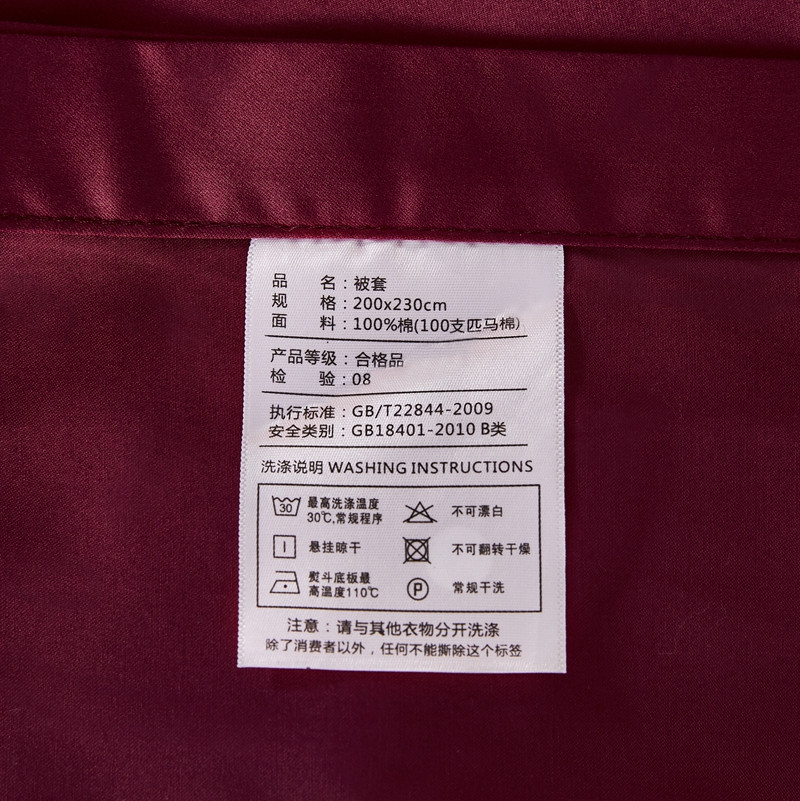 品 名：被套
规 格：200x230cm
面 料：100%棉(100支匹马棉)
产品等级：合格品
检 验：08
执行标准：GB/T22844-2009
安全类别：GB18401-2010 B类
洗涤说明 WASHING INSTRUCTIONS
30 最高洗涤温度
30℃,常规程序
不可漂白
悬挂晾干
不可翻转干燥
熨斗底板最
高温度110℃
P 常规干洗
注意：请与其他衣物分开洗涤
除了消费者以外，任何不能撕除这个标签